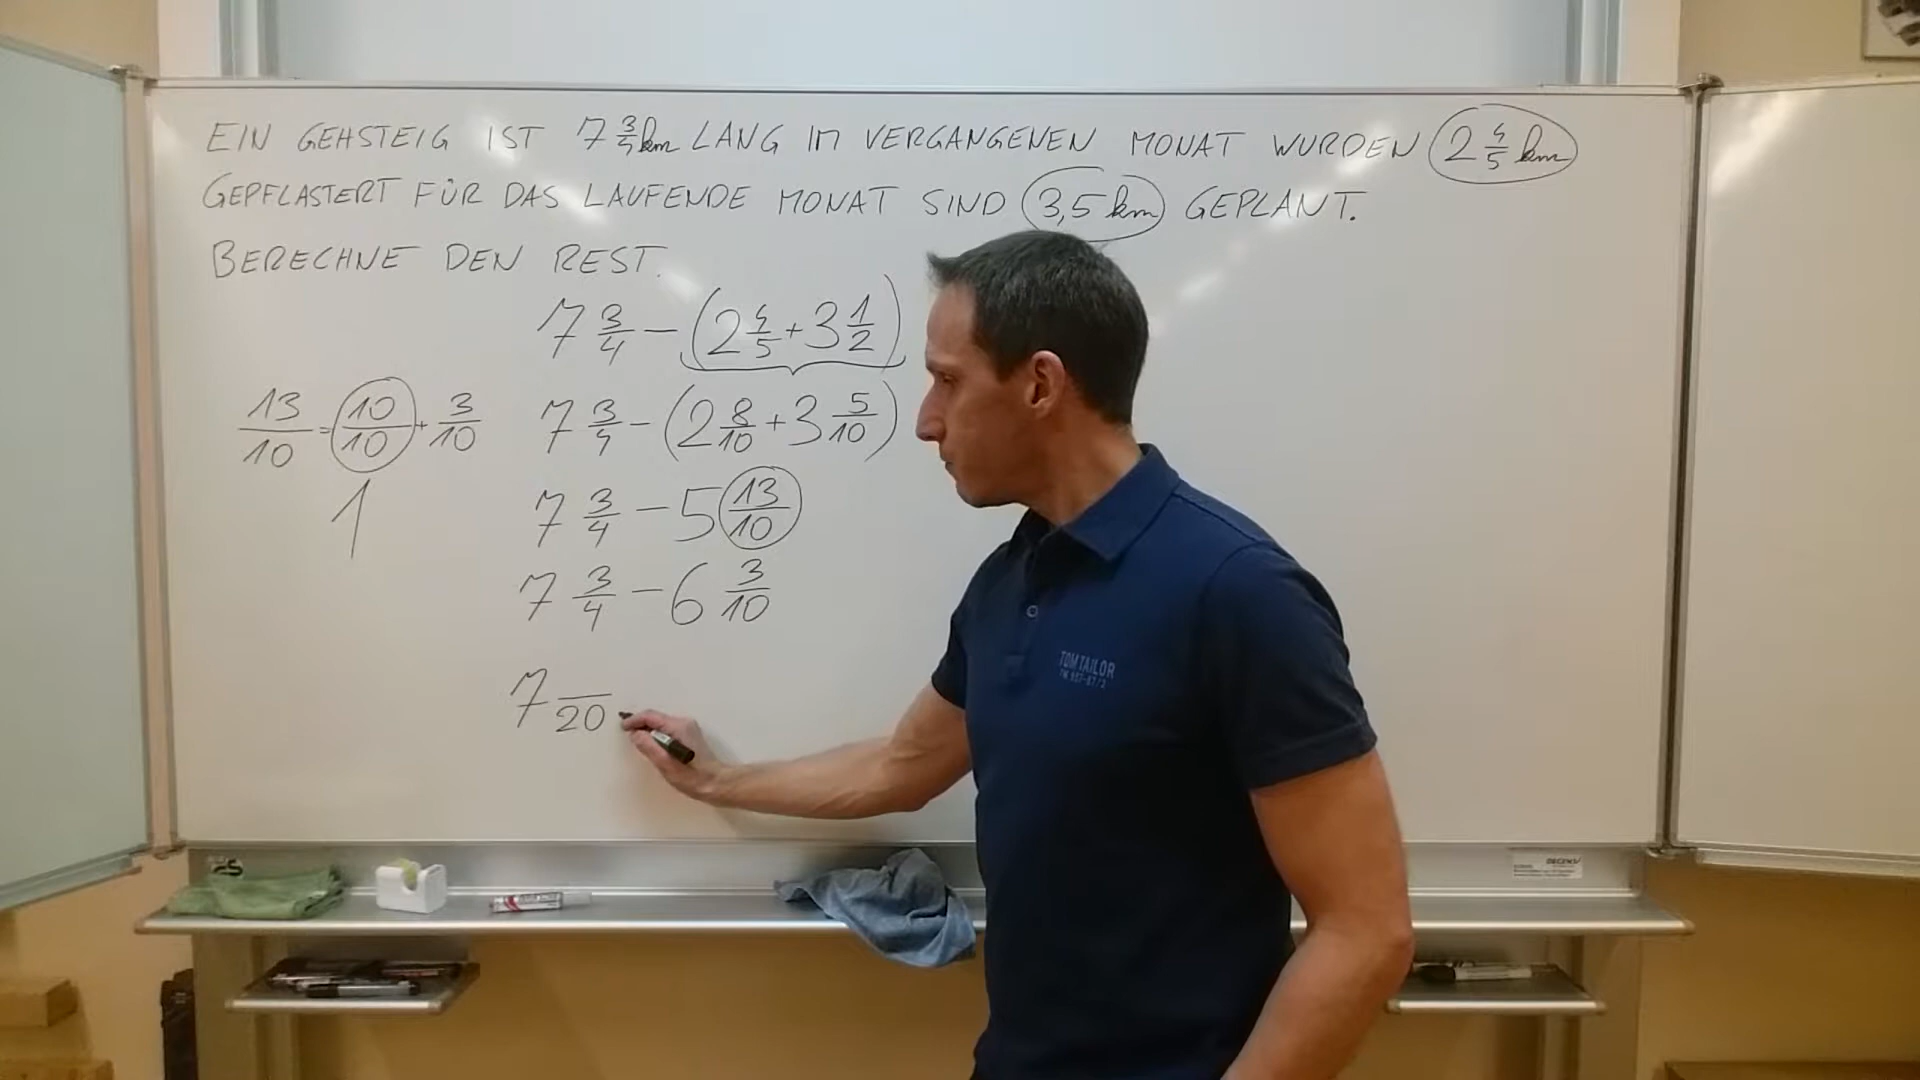 EIN GEHSTEIG IST 7 3/4 km LANG IM VERGANGENEN MONAT WURDEN 2 4/5 km
GEPFLASTERT FÜR DAS LAUFENDE MONAT SIND 3,5 km GEPLANT.
BERECHNE DEN REST.
7 3/4 - (2 4/5 + 3 1/2)
13/10 = 10/10 + 3/10
1
7 3/4 - (2 8/10 + 3 5/10)
7 3/4 - 5 13/10
7 3/4 - 6 3/10
7 /20
TOM TAILOR